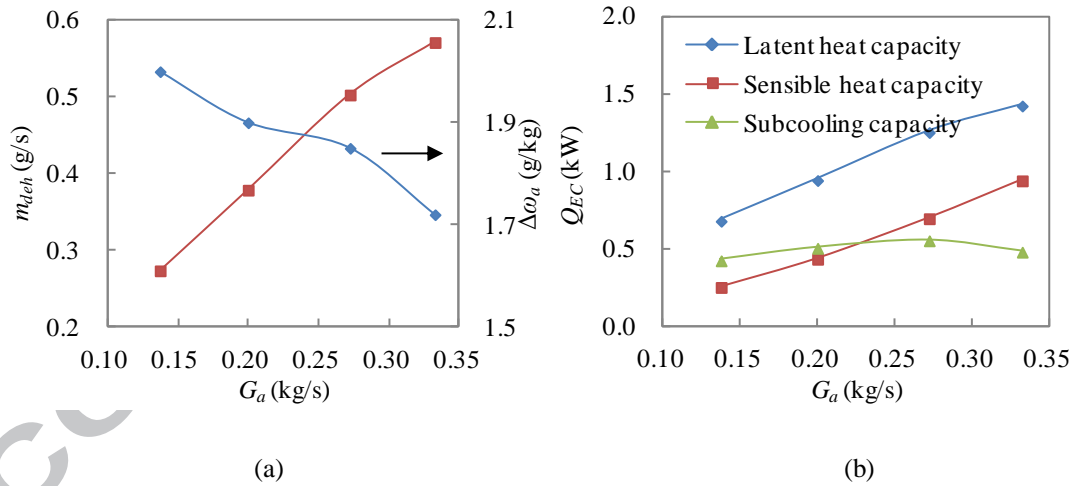 0.6
0.5
0.4
0.3
0.2
m_deh (g/s)
2.1
1.9
1.7
1.5
Δω_a (g/kg)
0.10 0.15 0.20 0.25 0.30 0.35
G_a (kg/s)
(a)
2.0
1.5
1.0
0.5
0.0
Q_EC (kW)
Latent heat capacity
Sensible heat capacity
Subcooling capacity
0.10 0.15 0.20 0.25 0.30 0.35
G_a (kg/s)
(b)